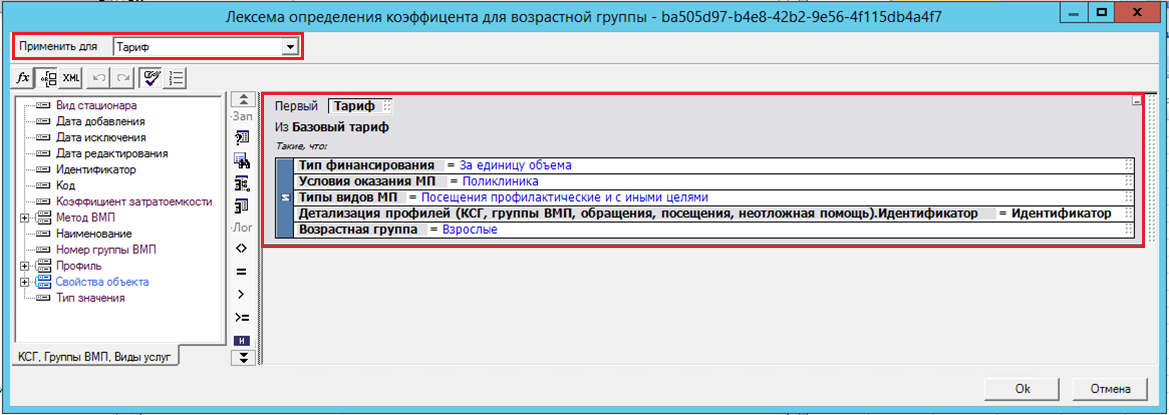 Лексема определения коэффицента для возрастной группы - ba505d97-b4e8-42b2-9e56-4f115db4a4f7
Применить для Тариф
fx XML
Вид стационара
Дата добавления
Дата исключения
Дата редактирования
Идентификатор
Код
Коэффициент затратоемкости
Метод ВМП
Наименование
Номер группы ВМП
Профиль
Свойства объекта
Тип значения
КСГ, Группы ВМП, Виды услуг
Зап
Лог
<>
=
>
>=
И
Первый Тариф
Из Базовый тариф
Такие, что:
И
Тип финансирования = За единицу объема
Условия оказания МП = Поликлиника
Типы видов МП = Посещения профилактические и с иными целями
Детализация профилей (КСГ, группы ВМП, обращения, посещения, неотложная помощь).Идентификатор = Идентификатор
Возрастная группа = Взрослые
Ok Отмена